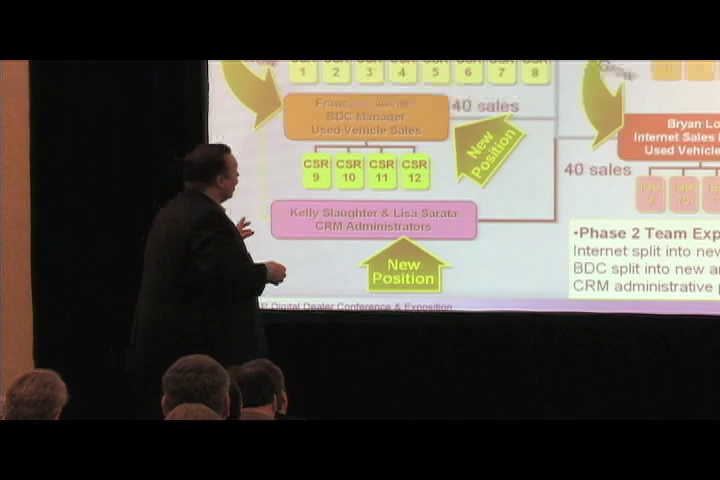 CSR CSR CSR CSR CSR CSR CSR CSR
1 2 3 4 5 6 7 8
BDC Manager
Used Vehicle Sales
40 sales
New
Position
CSR CSR CSR CSR
9 10 11 12
Kelly Slaughter & Lisa Sarata
CRM Administrators
New
Position
Digital Dealer Conference & Exposition
Bryan Lo
Internet Sales
Used Vehicle
40 sales
9 10
•Phase 2 Team Exp
Internet split into new
BDC split into new a
CRM administrative p